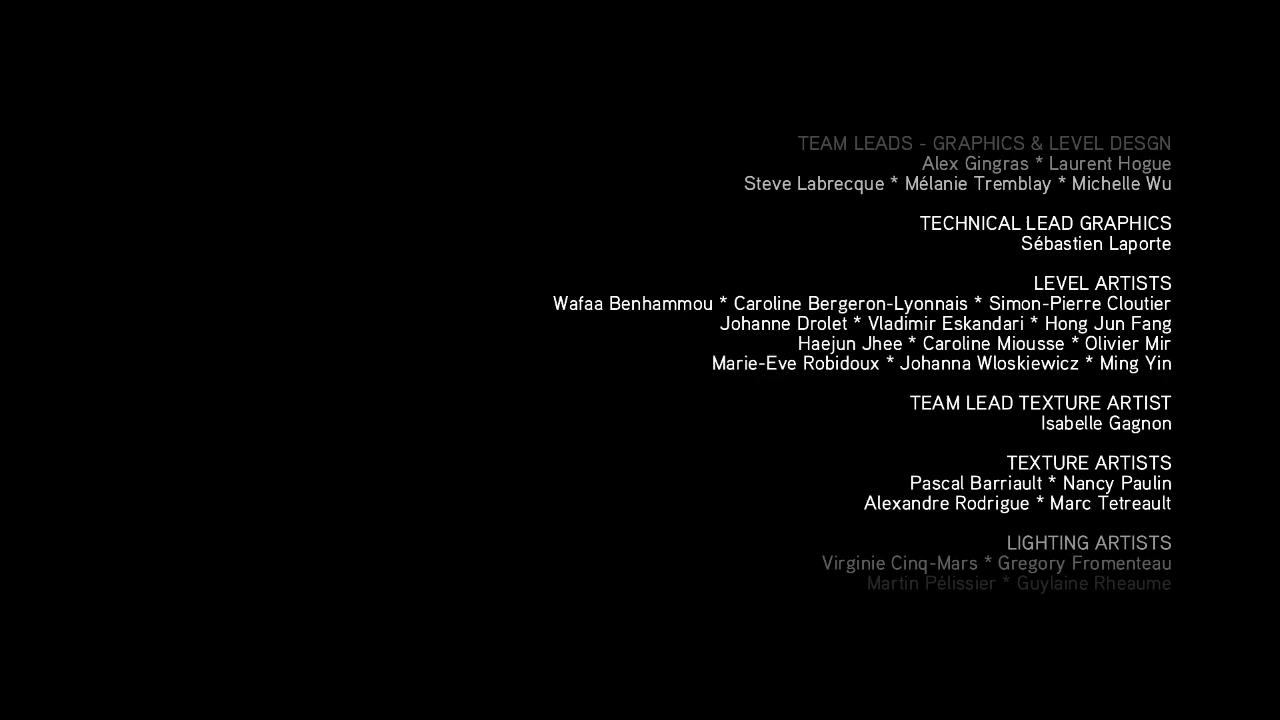 TEAM LEADS - GRAPHICS & LEVEL DESGN
Alex Gingras * Laurent Hogue
Steve Labrecque * Mélanie Tremblay * Michelle Wu
TECHNICAL LEAD GRAPHICS
Sébastien Laporte
LEVEL ARTISTS
Wafaa Benhammou * Caroline Bergeron-Lyonnais * Simon-Pierre Cloutier
Johanne Drolet * Vladimir Eskandari * Hong Jun Fang
Haejun Jhee * Caroline Miousse * Olivier Mir
Marie-Eve Robidoux * Johanna Wloskiewicz * Ming Yin
TEAM LEAD TEXTURE ARTIST
Isabelle Gagnon
TEXTURE ARTISTS
Pascal Barriault * Nancy Paulin
Alexandre Rodrigue * Marc Tetreault
LIGHTING ARTISTS
Virginie Cinq-Mars * Gregory Fromenteau
Martin Pélissier * Guylaine Rheaume